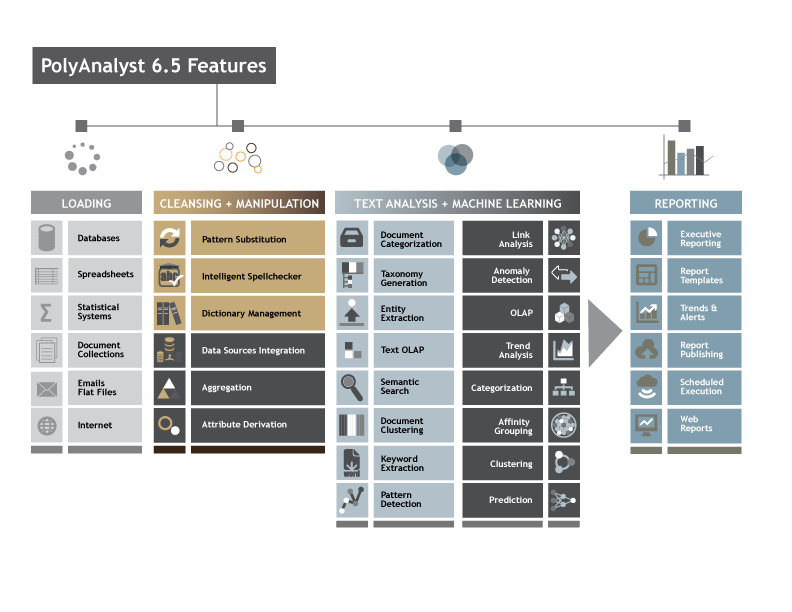 PolyAnalyst 6.5 Features
LOADING
Databases
Spreadsheets
Statistical
Systems
Document
Collections
Emails
Flat Files
Internet
CLEANSING + MANIPULATION
Pattern Substitution
abc
Intelligent Spellchecker
Dictionary Management
Data Sources Integration
Aggregation
Attribute Derivation
TEXT ANALYSIS + MACHINE LEARNING
Document
Categorization
Taxonomy
Generation
Entity
Extraction
Text OLAP
Semantic
Search
Document
Clustering
WORD
Keyword
Extraction
Pattern
Detection
Link
Analysis
Anomaly
Detection
OLAP
Trend
Analysis
Categorization
Affinity
Grouping
Clustering
Prediction
REPORTING
Executive
Reporting
Report
Templates
Trends &
Alerts
Report
Publishing
Scheduled
Execution
Web
Reports